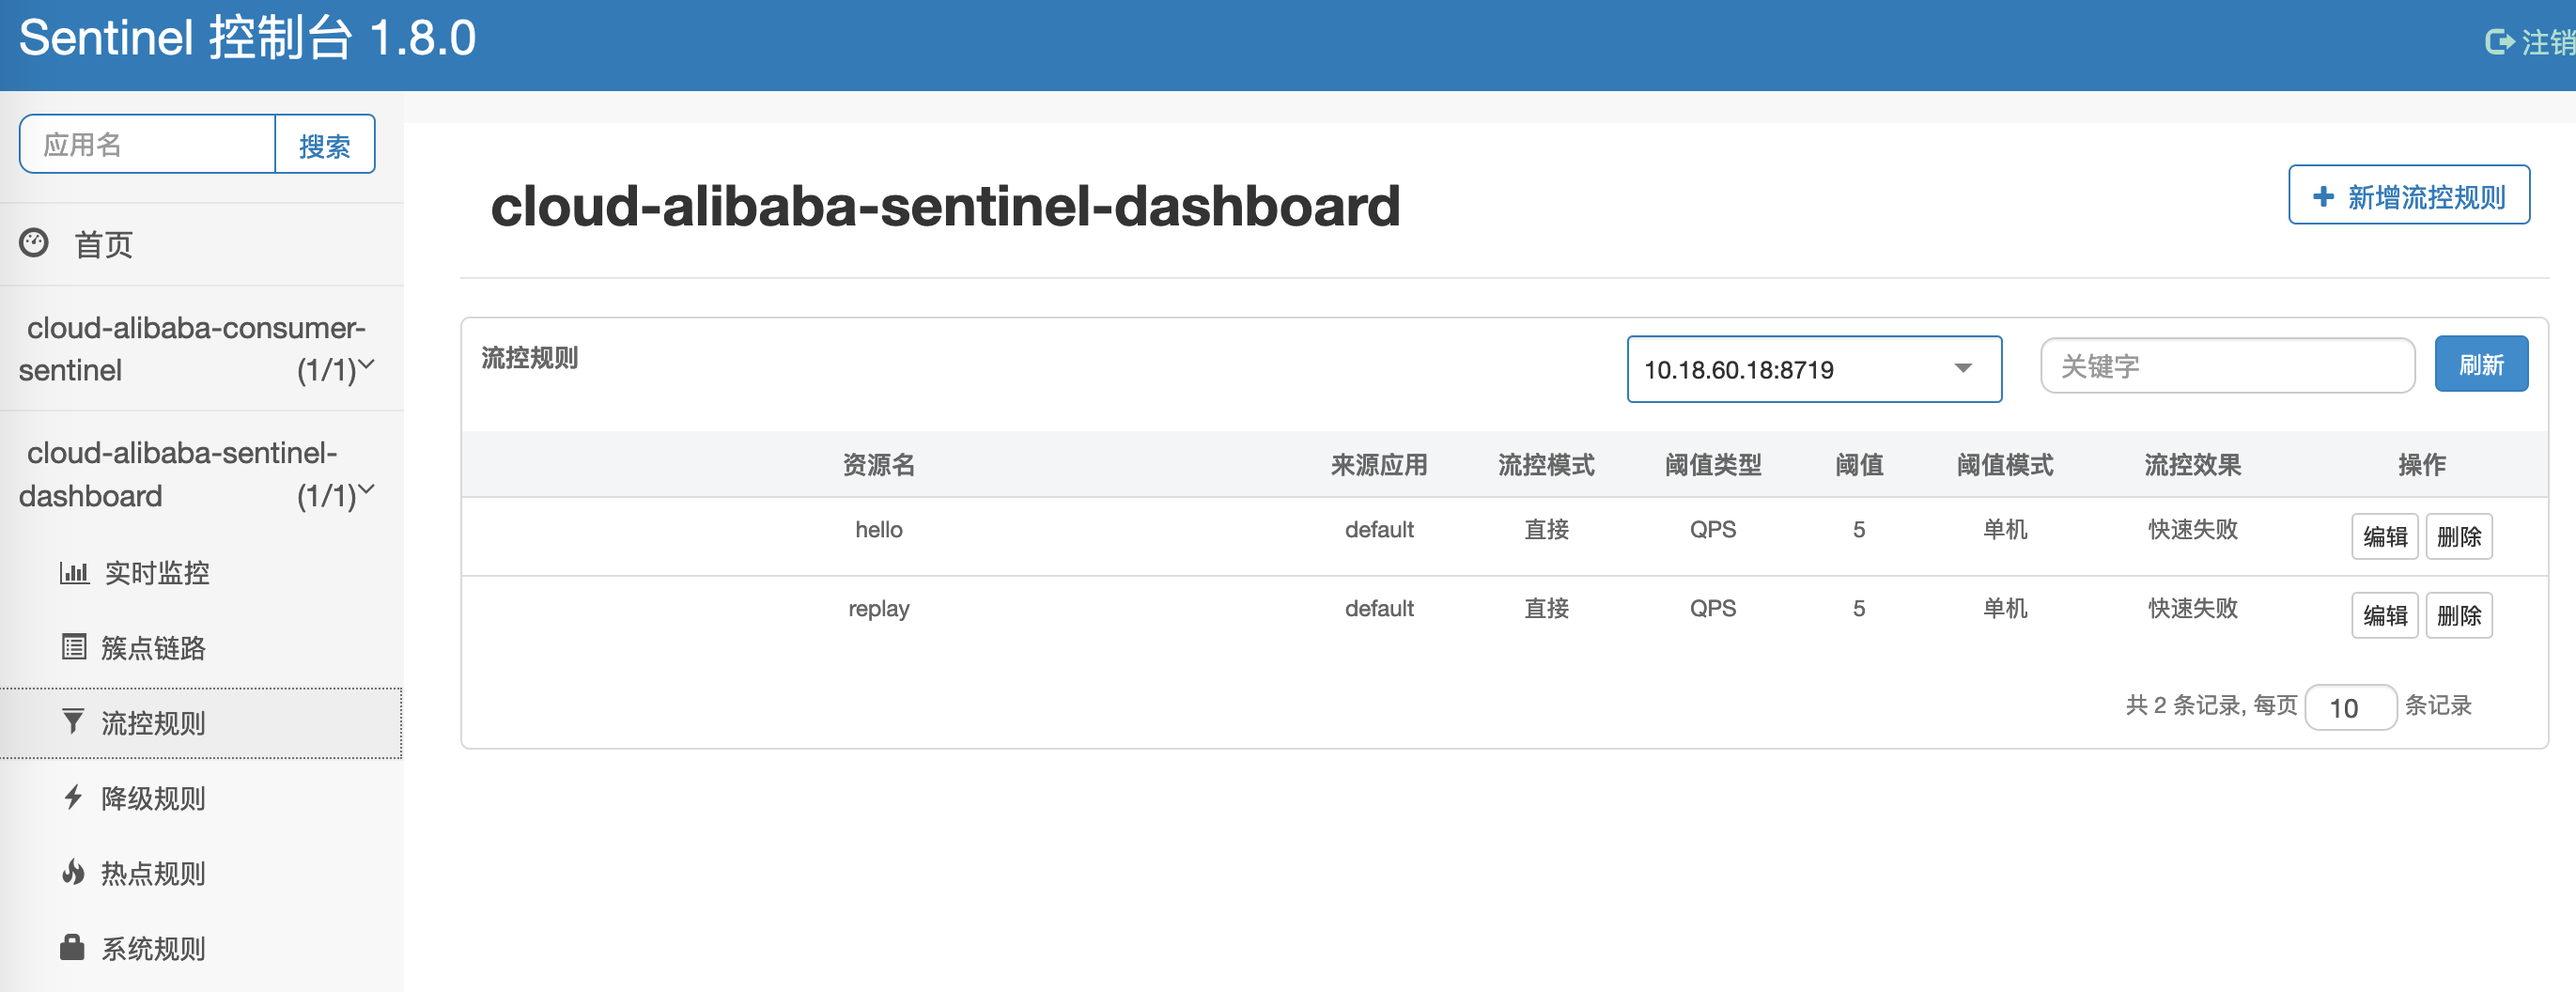 Sentinel 控制台 1.8.0
注销
应用名
搜索
首页
cloud-alibaba-consumer-
sentinel (1/1)
cloud-alibaba-sentinel-
dashboard (1/1)
实时监控
簇点链路
流控规则
降级规则
热点规则
系统规则
cloud-alibaba-sentinel-dashboard
新增流控规则
流控规则
10.18.60.18:8719
关键字
刷新
资源名 来源应用 流控模式 阈值类型 阈值 阈值模式 流控效果 操作
hello default 直接 QPS 5 单机 快速失败 编辑 删除
replay default 直接 QPS 5 单机 快速失败 编辑 删除
共 2 条记录, 每页 10 条记录